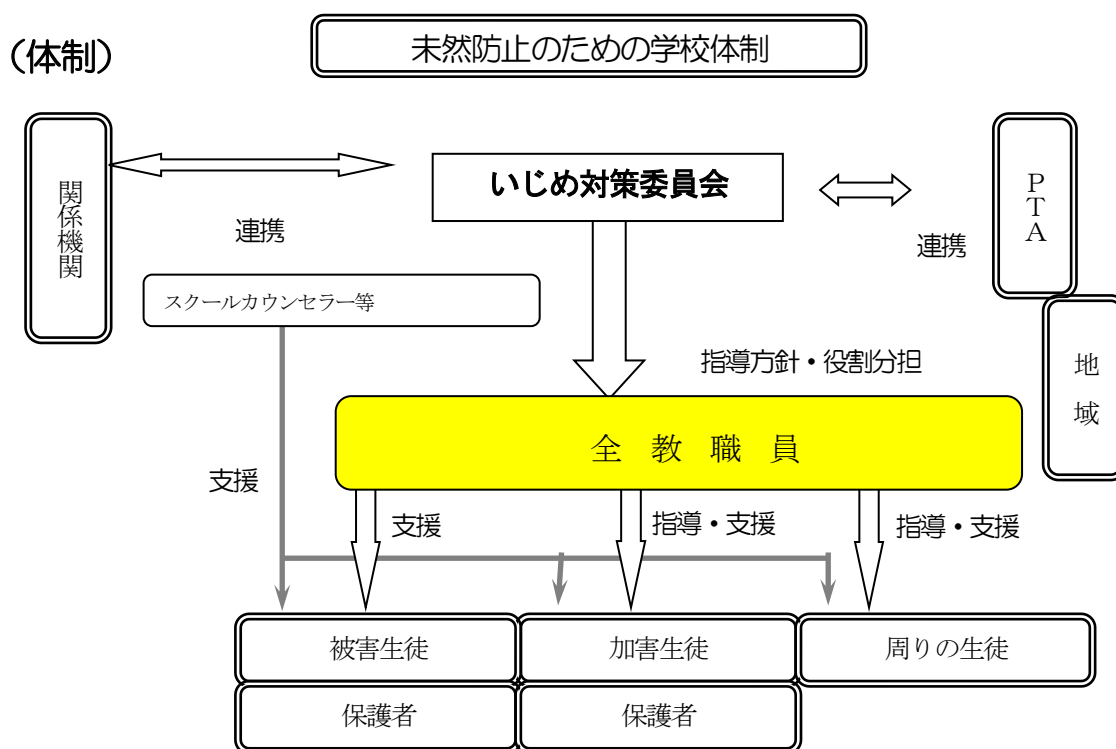 （体制）
未然防止のための学校体制
関係機関
連携
いじめ対策委員会
連携
ＰＴＡ
スクールカウンセラー等
指導方針・役割分担
地域
全教職員
支援
支援
指導・支援
指導・支援
被害生徒
加害生徒
周りの生徒
保護者
保護者